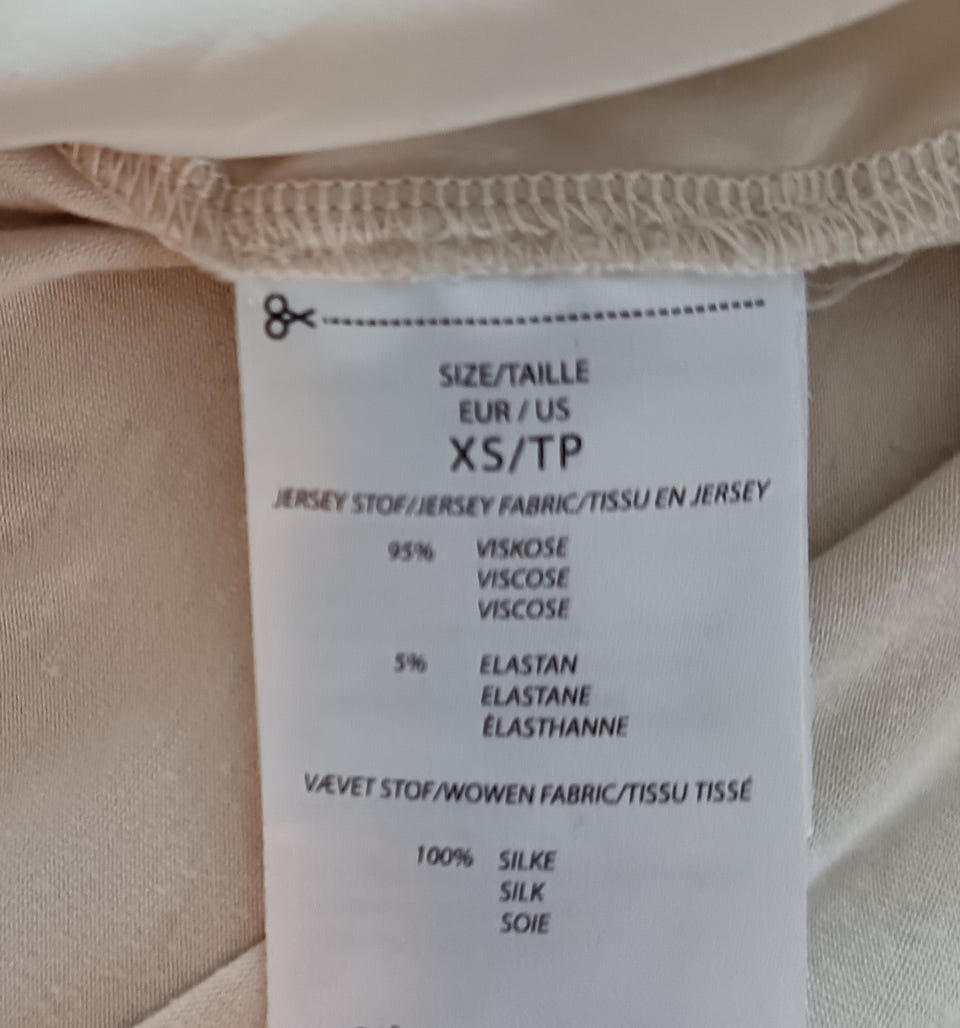 SIZE/TAILLE
EUR / US
XS/TP
JERSEY STOF/JERSEY FABRIC/TISSU EN JERSEY
95% VISKOSE
VISCOSE
VISCOSE
5% ELASTAN
ELASTANE
ÉLASTHANNE
VÆVET STOF/WOWEN FABRIC/TISSU TISSÉ
100% SILKE
SILK
SOIE